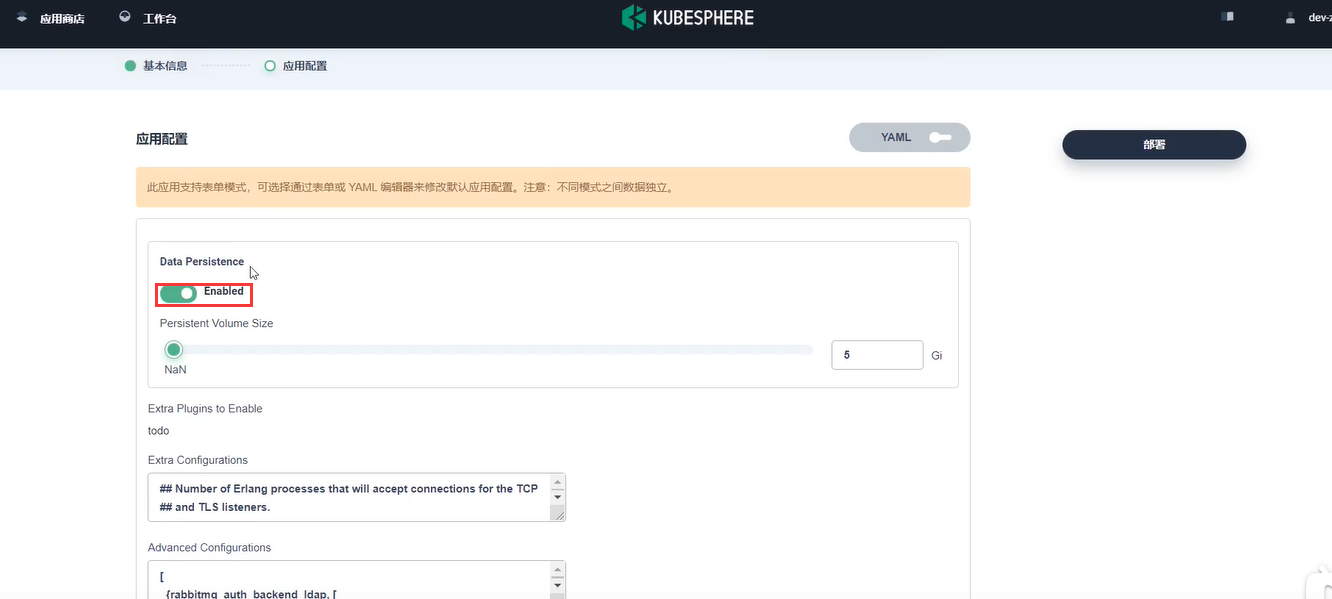 应用商店
工作台
KUBESPHERE
dev-z
基本信息
应用配置
应用配置
YAML
部署
此应用支持表单模式，可选择通过表单或 YAML 编辑器来修改默认应用配置。注意：不同模式之间数据独立。
Data Persistence
Enabled
Persistent Volume Size
5
Gi
NaN
Extra Plugins to Enable
todo
Extra Configurations
## Number of Erlang processes that will accept connections for the TCP
## and TLS listeners.
Advanced Configurations
[
{rabbitmq_auth_backend_ldap, [